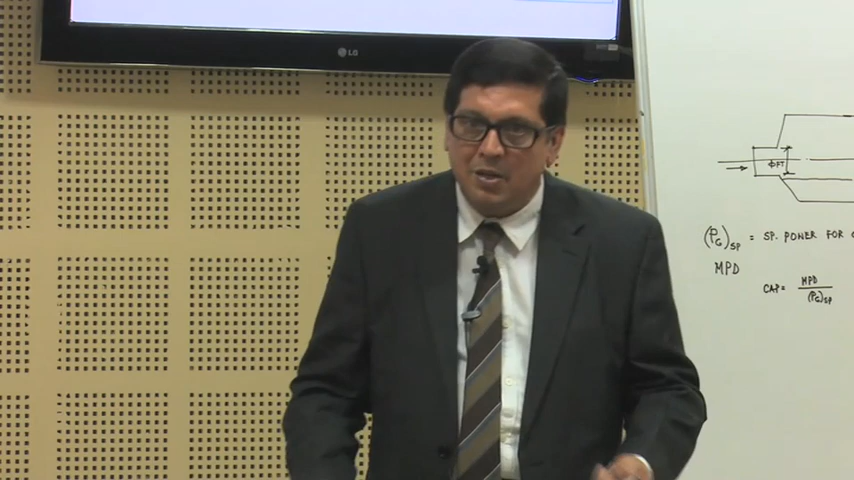 LG
ΦFT
(PG)SP = SP. POWER FOR
MPD
CAP = MPD
(PG)SP